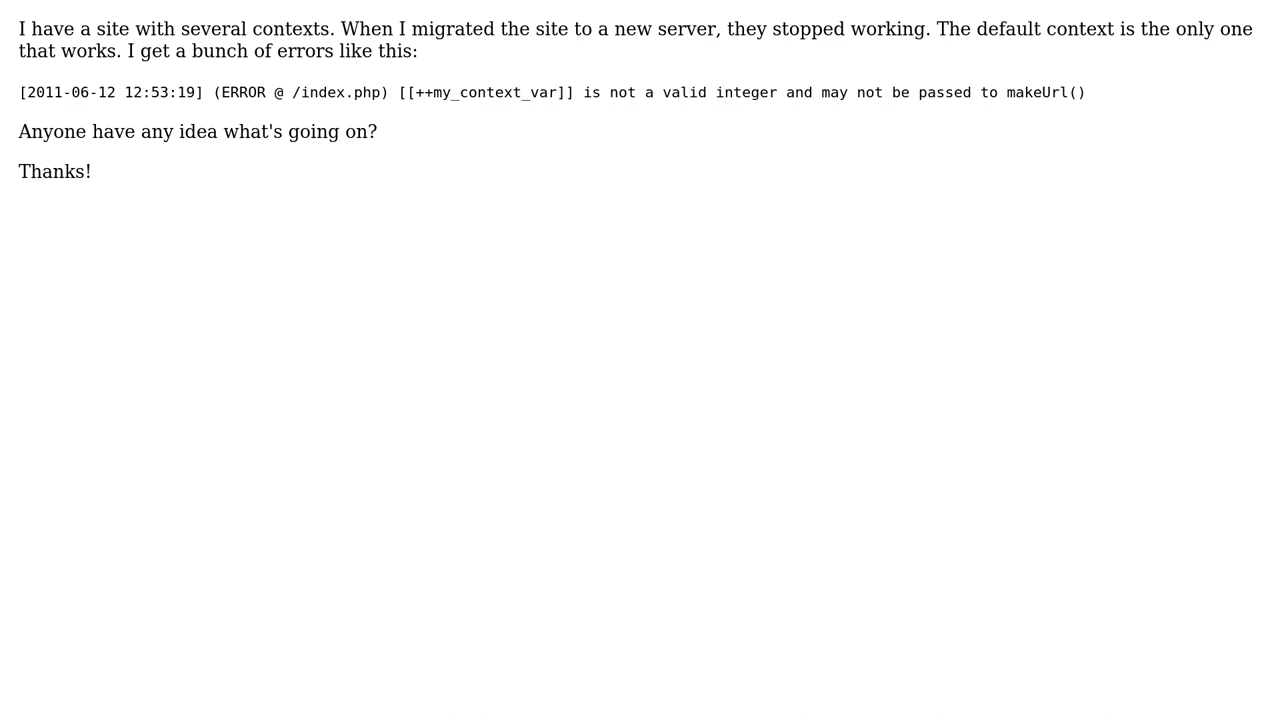 I have a site with several contexts. When I migrated the site to a new server, they stopped working. The default context is the only one
that works. I get a bunch of errors like this:
[2011-06-12 12:53:19] (ERROR @ /index.php) [[++my_context_var]] is not a valid integer and may not be passed to makeUrl()
Anyone have any idea what's going on?
Thanks!